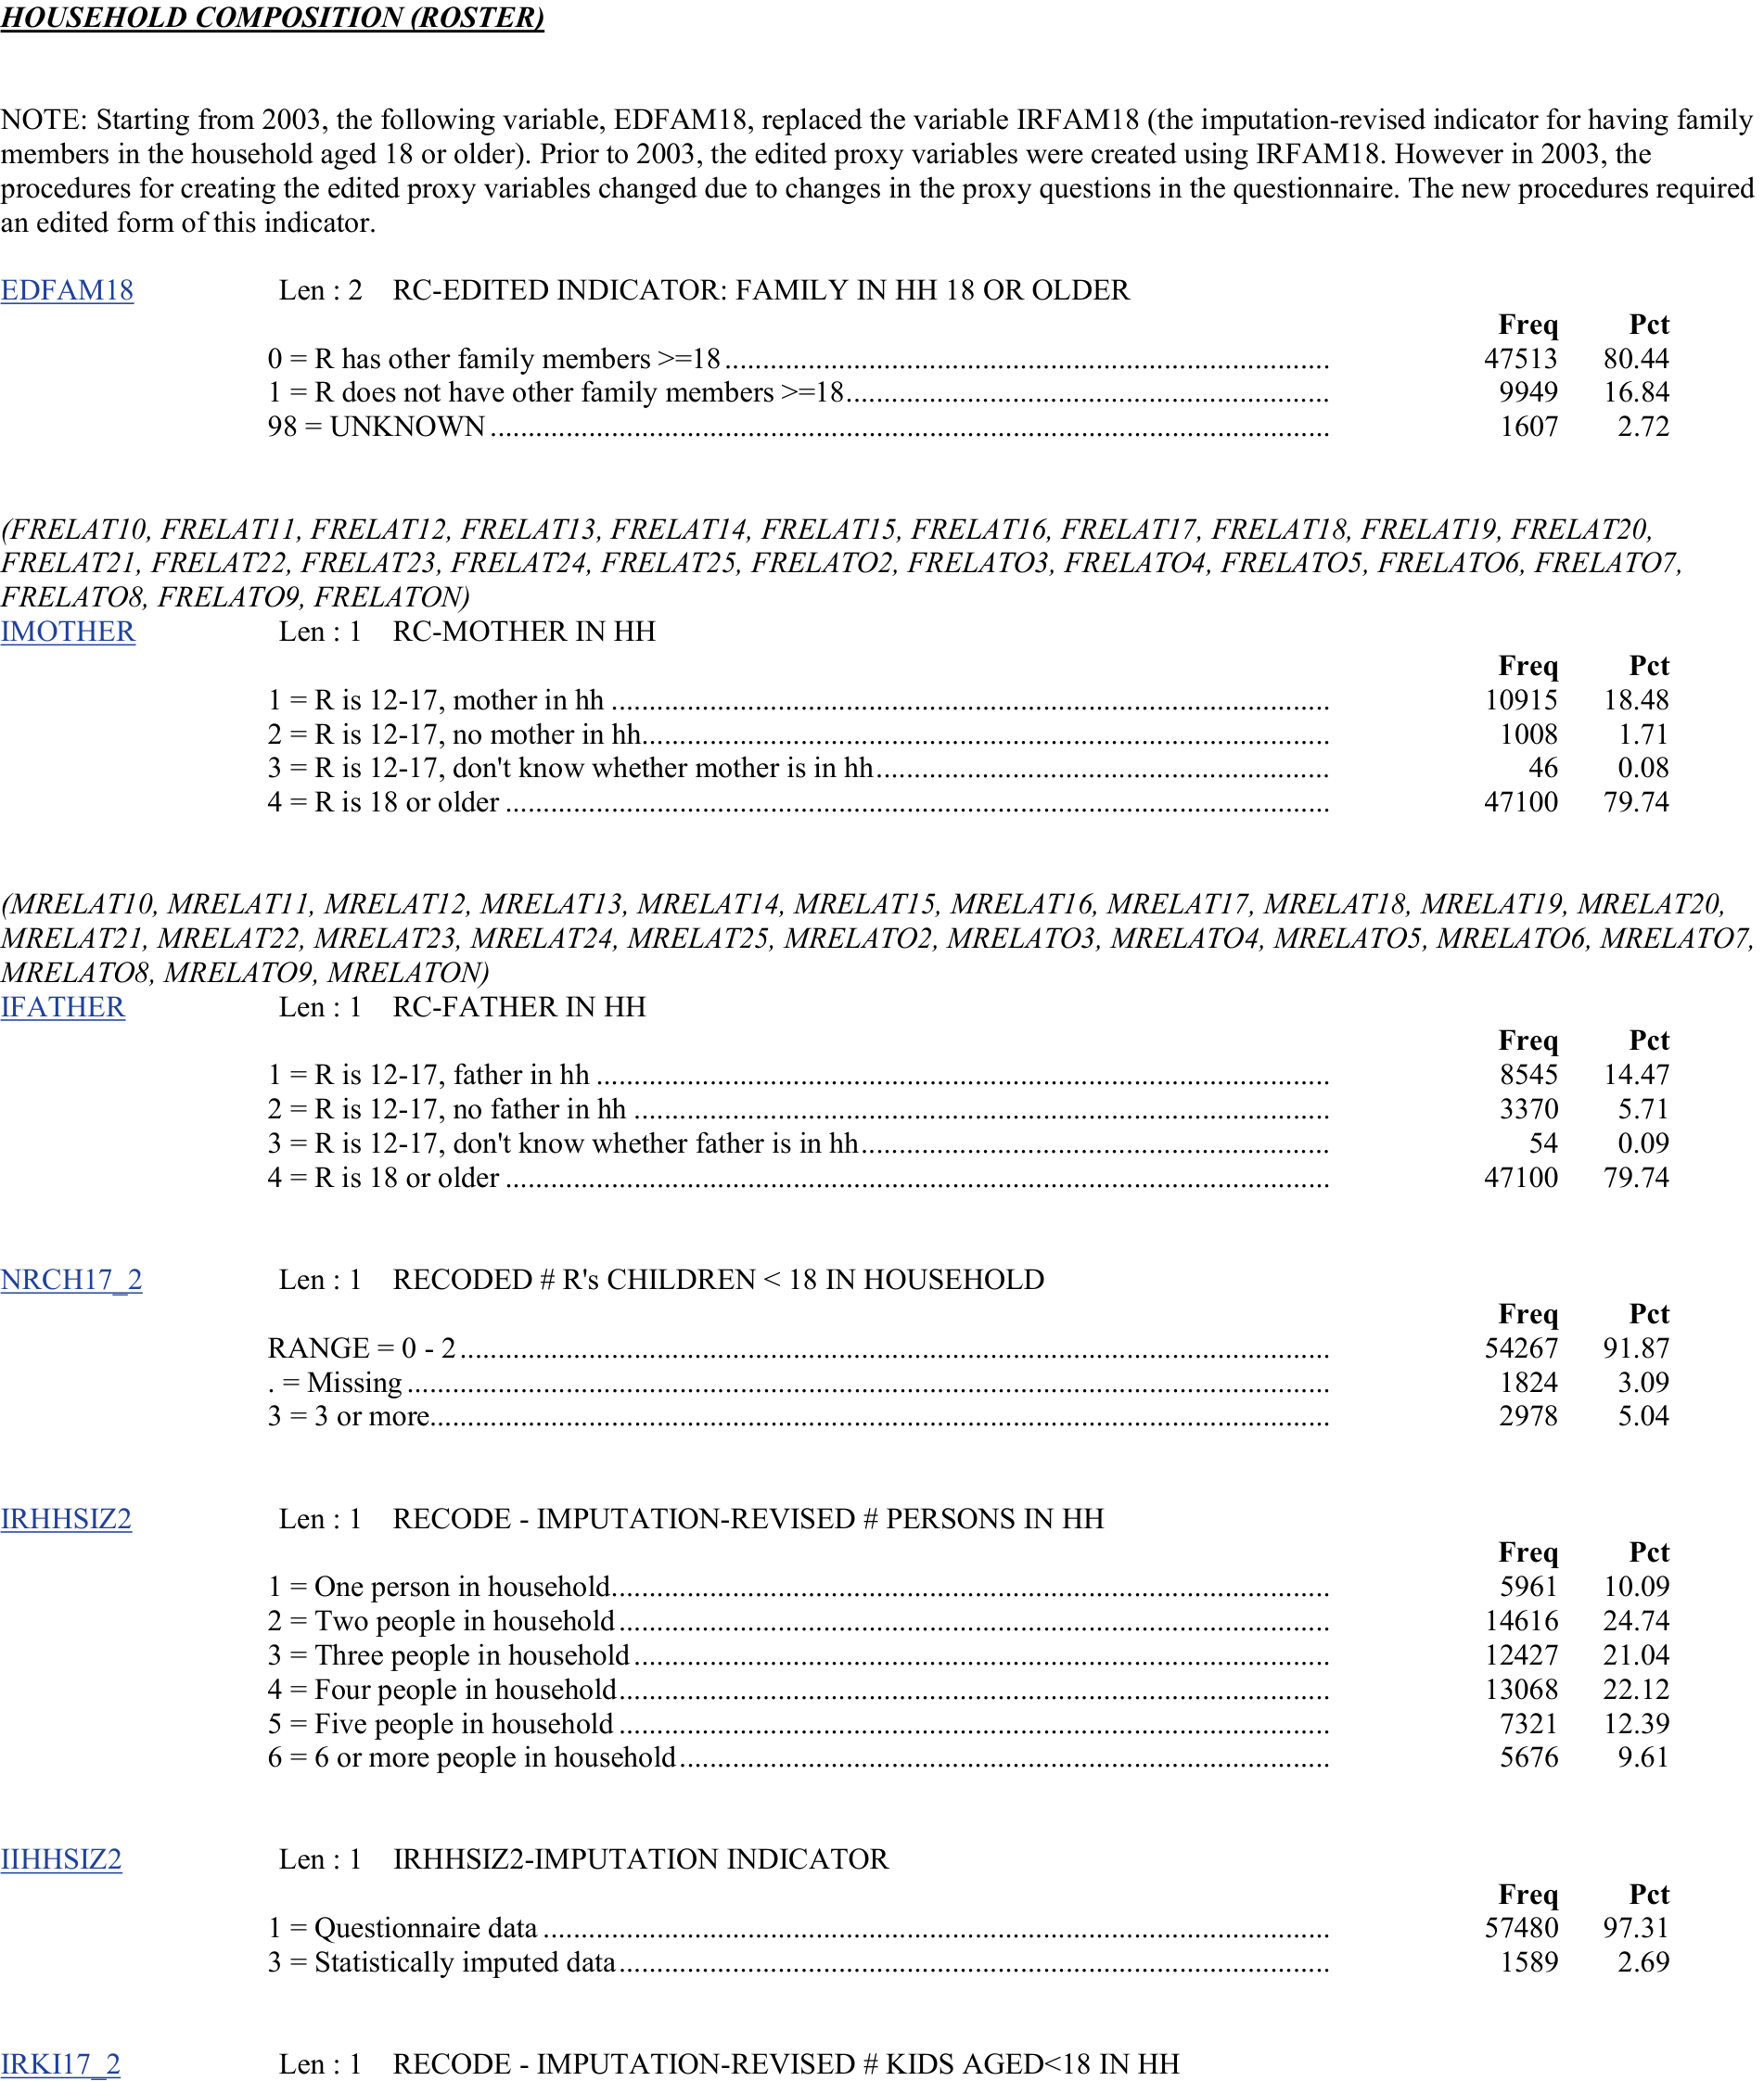 HOUSEHOLD COMPOSITION (ROSTER)
NOTE: Starting from 2003, the following variable, EDFAM18, replaced the variable IRFAM18 (the imputation-revised indicator for having family
members in the household aged 18 or older). Prior to 2003, the edited proxy variables were created using IRFAM18. However in 2003, the
procedures for creating the edited proxy variables changed due to changes in the proxy questions in the questionnaire. The new procedures required
an edited form of this indicator.
EDFAM18 Len : 2 RC-EDITED INDICATOR: FAMILY IN HH 18 OR OLDER
Freq Pct
0 = R has other family members >=18 47513 80.44
1 = R does not have other family members >=18 9949 16.84
98 = UNKNOWN 1607 2.72
(FRELAT10, FRELAT11, FRELAT12, FRELAT13, FRELAT14, FRELAT15, FRELAT16, FRELAT17, FRELAT18, FRELAT19, FRELAT20,
FRELAT21, FRELAT22, FRELAT23, FRELAT24, FRELAT25, FRELATO2, FRELATO3, FRELATO4, FRELATO5, FRELATO6, FRELATO7,
FRELATO8, FRELATO9, FRELATON)
IMOTHER Len : 1 RC-MOTHER IN HH
Freq Pct
1 = R is 12-17, mother in hh 10915 18.48
2 = R is 12-17, no mother in hh 1008 1.71
3 = R is 12-17, don't know whether mother is in hh 46 0.08
4 = R is 18 or older 47100 79.74
(MRELAT10, MRELAT11, MRELAT12, MRELAT13, MRELAT14, MRELAT15, MRELAT16, MRELAT17, MRELAT18, MRELAT19, MRELAT20,
MRELAT21, MRELAT22, MRELAT23, MRELAT24, MRELAT25, MRELATO2, MRELATO3, MRELATO4, MRELATO5, MRELATO6, MRELATO7,
MRELATO8, MRELATO9, MRELATON)
IFATHER Len : 1 RC-FATHER IN HH
Freq Pct
1 = R is 12-17, father in hh 8545 14.47
2 = R is 12-17, no father in hh 3370 5.71
3 = R is 12-17, don't know whether father is in hh 54 0.09
4 = R is 18 or older 47100 79.74
NRCH17_2 Len : 1 RECODED # R's CHILDREN < 18 IN HOUSEHOLD
Freq Pct
RANGE = 0 - 2 54267 91.87
. = Missing 1824 3.09
3 = 3 or more 2978 5.04
IRHHSIZ2 Len : 1 RECODE - IMPUTATION-REVISED # PERSONS IN HH
Freq Pct
1 = One person in household 5961 10.09
2 = Two people in household 14616 24.74
3 = Three people in household 12427 21.04
4 = Four people in household 13068 22.12
5 = Five people in household 7321 12.39
6 = 6 or more people in household 5676 9.61
IIHHSIZ2 Len : 1 IRHHSIZ2-IMPUTATION INDICATOR
Freq Pct
1 = Questionnaire data 57480 97.31
3 = Statistically imputed data 1589 2.69
IRKI17_2 Len : 1 RECODE - IMPUTATION-REVISED # KIDS AGED<18 IN HH